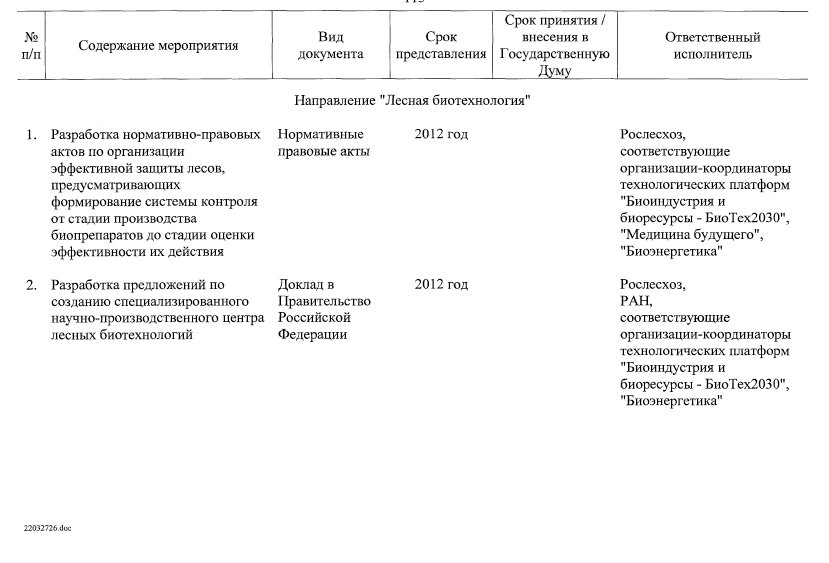 №
п/п
Содержание мероприятия
Вид
документа
Срок
представления
Срок принятия /
внесения в
Государственную
Думу
Ответственный
исполнитель
Направление "Лесная биотехнология"
1.
Разработка нормативно-правовых
актов по организации
эффективной защиты лесов,
предусматривающих
формирование системы контроля
от стадии производства
биопрепаратов до стадии оценки
эффективности их действия
Нормативные
правовые акты
2012 год
Рослесхоз,
соответствующие
организации-координаторы
технологических платформ
"Биоиндустрия и
биоресурсы - БиоТех2030",
"Медицина будущего",
"Биоэнергетика"
2.
Разработка предложений по
созданию специализированного
научно-производственного центра
лесных биотехнологий
Доклад в
Правительство
Российской
Федерации
2012 год
Рослесхоз,
РАН,
соответствующие
организации-координаторы
технологических платформ
"Биоиндустрия и
биоресурсы - БиоТех2030",
"Биоэнергетика"
22032726.doc